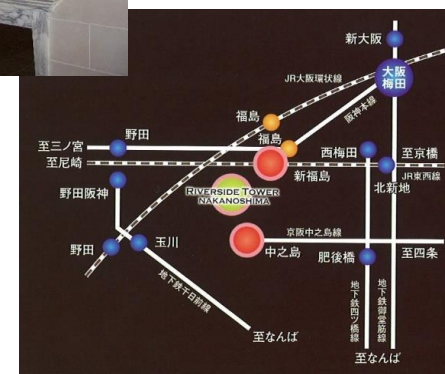 新大阪
大阪
梅田
JR大阪環状線
阪神本線
福島
福島
野田
至三ノ宮
至尼崎
西梅田
至京橋
JR東西線
北新地
新福島
野田阪神
RIVERSIDE TOWER
NAKANOSHIMA
京阪中之島線
野田
玉川
中之島
肥後橋
至四条
地下鉄千日前線
地下鉄四ツ橋線
地下鉄御堂筋線
至なんば
至なんば